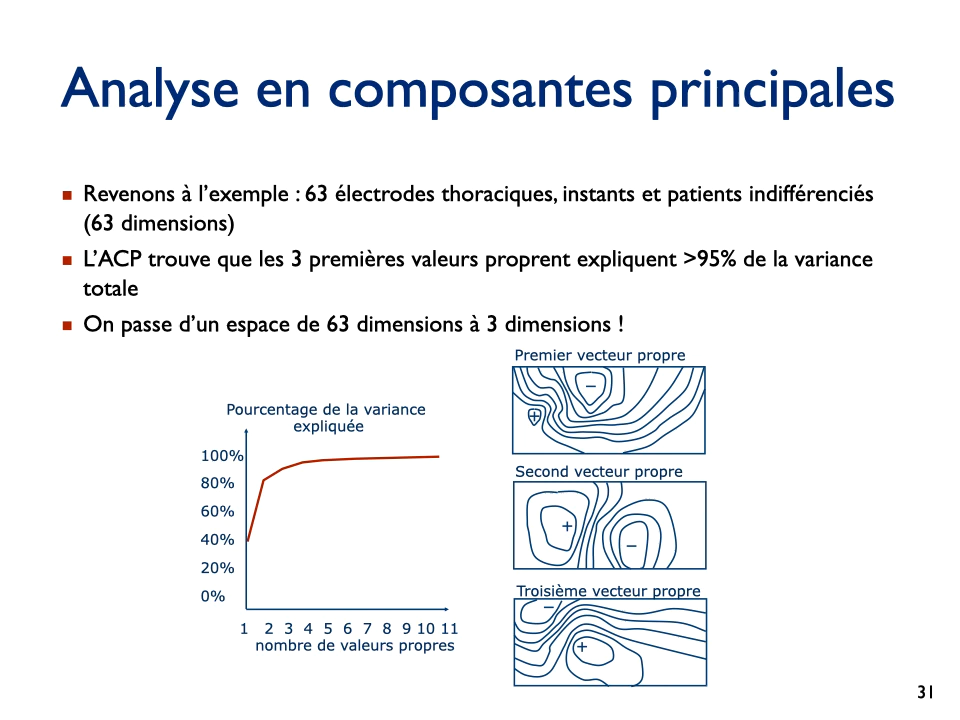 Analyse en composantes principales
Revenons à l’exemple : 63 électrodes thoraciques, instants et patients indifférenciés
(63 dimensions)
L’ACP trouve que les 3 premières valeurs proprent expliquent >95% de la variance
totale
On passe d’un espace de 63 dimensions à 3 dimensions !
Pourcentage de la variance
expliquée
100%
80%
60%
40%
20%
0%
1 2 3 4 5 6 7 8 9 10 11
nombre de valeurs propres
Premier vecteur propre
−
+
Second vecteur propre
+
−
Troisième vecteur propre
−
+
31